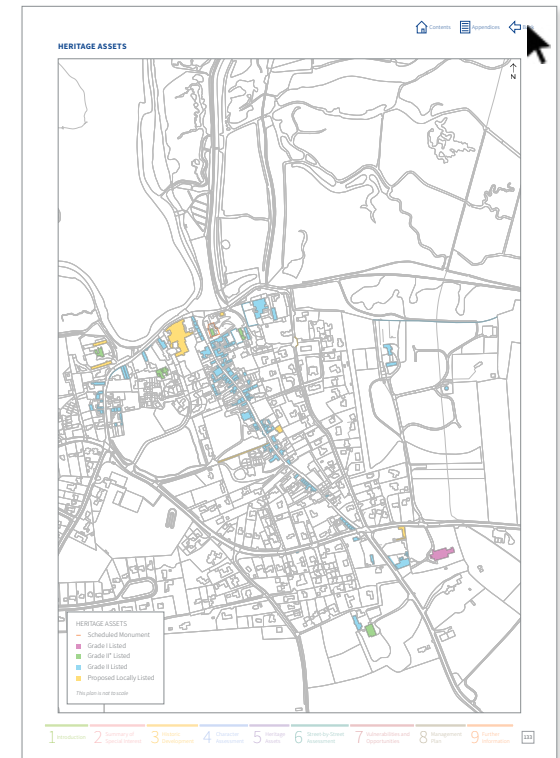 Contents Appendices
HERITAGE ASSETS
N
HERITAGE ASSETS
Scheduled Monument
Grade I Listed
Grade II* Listed
Grade II Listed
Proposed Locally Listed
This plan is not to scale
1 Introduction
2 Summary of
Special Interest
3 Historic
Development
4 Character
Assessment
5 Heritage
Assets
6 Street by Street
Assessment
7 Vulnerabilities and
Opportunities
8 Management
Plan
9 Further
Information
133